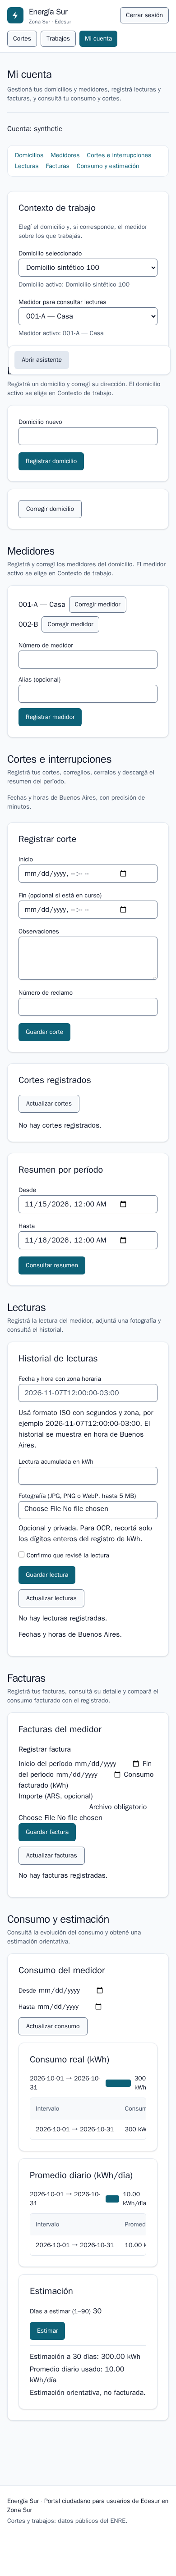 Energía Sur
Zona Sur · Edesur
Cerrar sesión
Cortes
Trabajos
Mi cuenta
Mi cuenta
Gestioná tus domicilios y medidores, registrá lecturas y
facturas, y consultá tu consumo y cortes.
Cuenta: synthetic
Domicilios Medidores Cortes e interrupciones
Lecturas Facturas Consumo y estimación
Contexto de trabajo
Elegí el domicilio y, si corresponde, el medidor
sobre los que trabajás.
Domicilio seleccionado
Domicilio sintético 100
Domicilio activo: Domicilio sintético 100
Medidor para consultar lecturas
001-A — Casa
Medidor activo: 001-A — Casa
Abrir asistente
Registrá un domicilio y corregí su dirección. El domicilio
activo se elige en Contexto de trabajo.
Domicilio nuevo
Registrar domicilio
Corregir domicilio
Medidores
Registrá y corregí los medidores del domicilio. El medidor
activo se elige en Contexto de trabajo.
001-A — Casa Corregir medidor
002-B Corregir medidor
Número de medidor
Alias (opcional)
Registrar medidor
Cortes e interrupciones
Registrá tus cortes, corregilos, cerralos y descargá el
resumen del período.
Fechas y horas de Buenos Aires, con precisión de
minutos.
Registrar corte
Inicio
mm/dd/yyyy, --:-- --
Fin (opcional si está en curso)
mm/dd/yyyy, --:-- --
Observaciones
Número de reclamo
Guardar corte
Cortes registrados
Actualizar cortes
No hay cortes registrados.
Resumen por período
Desde
11/15/2026, 12:00 AM
Hasta
11/16/2026, 12:00 AM
Consultar resumen
Lecturas
Registrá la lectura del medidor, adjuntá una fotografía y
consultá el historial.
Historial de lecturas
Fecha y hora con zona horaria
2026-11-07T12:00:00-03:00
Usá formato ISO con segundos y zona, por
ejemplo 2026-11-07T12:00:00-03:00. El
historial se muestra en hora de Buenos
Aires.
Lectura acumulada en kWh
Fotografía (JPG, PNG o WebP, hasta 5 MB)
Choose File No file chosen
Opcional y privada. Para OCR, recortá solo
los dígitos enteros del registro de kWh.
Confirmo que revisé la lectura
Guardar lectura
Actualizar lecturas
No hay lecturas registradas.
Fechas y horas de Buenos Aires.
Facturas
Registrá tus facturas, consultá su detalle y compará el
consumo facturado con el registrado.
Facturas del medidor
Registrar factura
Inicio del período mm/dd/yyyy Fin
del período mm/dd/yyyy Consumo
facturado (kWh)
Importe (ARS, opcional)
Archivo obligatorio
Choose File No file chosen
Guardar factura
Actualizar facturas
No hay facturas registradas.
Consumo y estimación
Consultá la evolución del consumo y obtené una
estimación orientativa.
Consumo del medidor
Desde mm/dd/yyyy
Hasta mm/dd/yyyy
Actualizar consumo
Consumo real (kWh)
2026-10-01 → 2026-10-
31
300
kWh
Intervalo Consum
2026-10-01 → 2026-10-31 300 kW
Promedio diario (kWh/día)
2026-10-01 → 2026-10-
31
10.00
kWh/día
Intervalo Promed
2026-10-01 → 2026-10-31 10.00 k
Estimación
Días a estimar (1–90) 30
Estimar
Estimación a 30 días: 300.00 kWh
Promedio diario usado: 10.00
kWh/día
Estimación orientativa, no facturada.
Energía Sur · Portal ciudadano para usuarios de Edesur en
Zona Sur
Cortes y trabajos: datos públicos del ENRE.